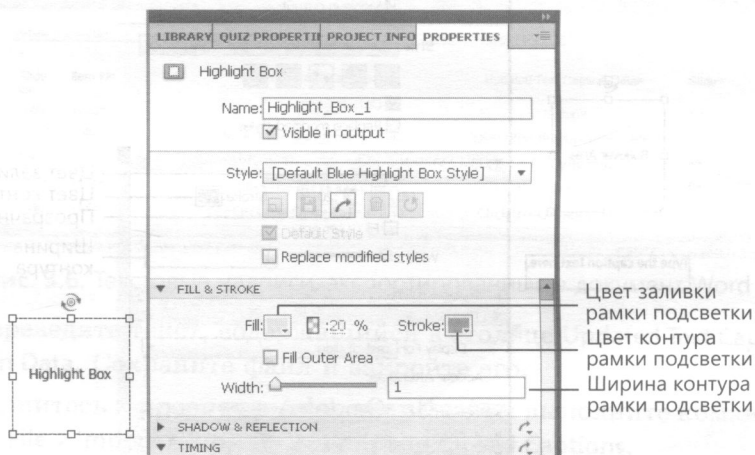 LIBRARY QUIZ PROPERTI PROJECT INFO PROPERTIES
Highlight Box
Name: Highlight_Box_1
Visible in output
Style: [Default Blue Highlight Box Style]
Default Style
Replace modified styles
FILL & STROKE
Fill: :20 % Stroke:
Fill Outer Area
Width: 1
SHADOW & REFLECTION
TIMING
Highlight Box
Цвет заливки
рамки подсветки
Цвет контура
рамки подсветки
Ширина контура
рамки подсветки